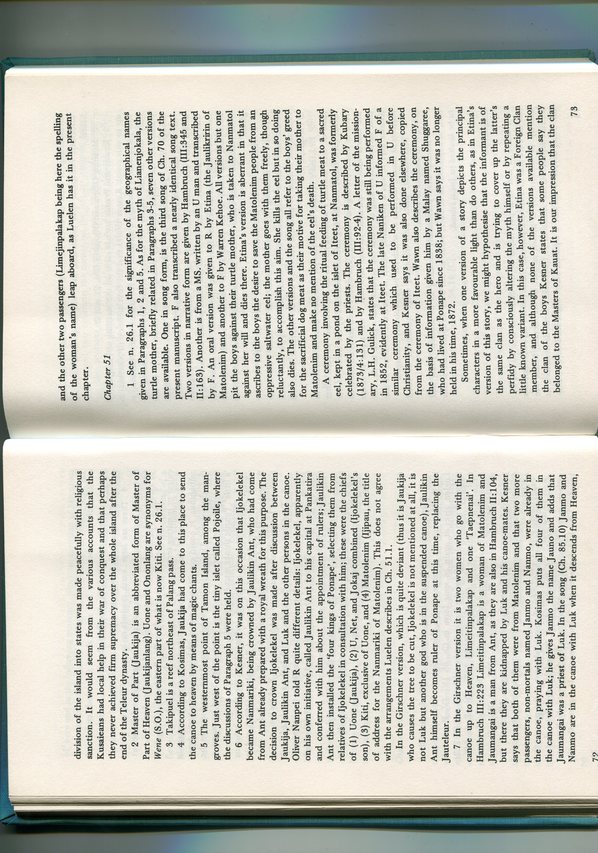 division of the island into states was made peacefully with religious
sanction. It would seem from the various accounts that the
Kusaieans had local help in their war of conquest and that perhaps
they never achieved firm supremacy over the whole island after the
end of the Teleur dynasty.
2 Master of Part (Jaukija) is an abbreviated form of Master of
Part of Heaven (Jaukijanlang). Uone and Ononlang are synonyms for
Wene (S.O.), the eastern part of what is now Kiti. See n. 26.1.
3 Takipuel is a reef northeast of Palang pass.
4 According to Kosimas, Jaukija had come to this place to send
the canoe to heaven by means of magic chants.
5 The westernmost point of Tamon Island, among the man-
groves. Just west of the point is the tiny islet called Pojoile, where
the discussions of Paragraph 5 were held.
6 According to Kesner, it was on this occasion that Ijokelekel
became Nanmariki, being crowned by Jaulikin Ant, who had come
from Ant already prepared with a royal wreath for this purpose. The
decision to crown Ijokelekel was made after discussion between
Jaukija, Jaulikin Ant, and Luk and the other persons in the canoe.
Oliver Nanpei told R quite different details: Ijokelekel, apparently
on his own initiative, called Jaulikin Ant to his capital at Pankatira
and conferred with him about the appointment of rulers; Jaulikin
Ant then installed the 'four kings of Ponape', selecting them from
relatives of Ijokelekel in consultation with him; these were the chiefs
of (1) Uone (Jaukija), (2) U, Net, and Jokaj combined (Ijokelekel's
son), (3) Kiti, exclusive of Uone, and (4) Matolenim (Ijipau, the title
of address for the Nanmariki of Matolenim). This does not agree
with the arrangements Luelen describes in Ch. 51.1.
In the Girschner version, which is quite deviant (thus it is Jaukija
who causes the tree to be cut, Ijokelekel is not mentioned at all, it is
not Luk but another god who is in the suspended canoe), Jaulikin
Ant himself becomes ruler of Ponape at this time, replacing the
Jauteleur.
7 In the Girschner version it is two women who go with the
canoe up to Heaven, Limeitinpalakap and one 'Taepnenai'. In
Hambruch III:223 Limeitinpalakap is a woman of Matolenim and
Jaumangai is a man from Ant, as they are also in Hambruch II:104,
but there they are kidnapped by Luk and his canoe-mates. Kesner
says that both of them were from Matolenim and that two more
passengers, non-mortals named Janmo and Nanmo, were already in
the canoe, praying with Luk. Kosimas puts all four of them in
the canoe with Luk; he gives Janmo the name Jauno and adds that
Jaumangai was a priest of Luk. In the song (Ch. 85.10) Janmo and
Nanmo are in the canoe with Luk when it descends from Heaven,
72
and the other two passengers (Limejinpalakap being here the spelling
of the woman's name) leap aboard, as Luelen has it in the present
chapter.
Chapter 51
1 See n. 26.1 for the significance of the geographical names
given in Paragraphs 1, 2 and 5. As for the myth of Lianenjokala, the
turtle mother, briefly related in Paragraphs 3-5, seven other versions
are available. One in song form, is the third song of Ch. 70 of the
present manuscript. F also transcribed a nearly identical song text.
Two versions in narrative form are given by Hambruch (III:345 and
II:163). Another is from a MS. written by an U man and transcribed
by F. An oral version was given to R by Etina (the Jaulikririn of
Matolenim) and another to F by Warren Kehoe. All versions but one
pit the boys against their turtle mother, who is taken to Nanmatol
against her will and dies there. Etina's version is aberrant in that it
ascribes to the boys the desire to save the Matolenim people from an
oppressive saltwater eel; the mother goes with them freely, though
reluctantly, to accomplish this aim. She kills the eel but in so doing
also dies. The other versions and the song all refer to the boys' greed
for the sacrificial dog meat as their motive for taking their mother to
Matolenim and make no mention of the eel's death.
A ceremony involving the ritual feeding of turtle meat to a sacred
eel, kept in a pond on the islet of Iteet, at Nanmatol, was formerly
celebrated by the priests. The ceremony is described by Kubary
(1873/4:131) and by Hambruch (III:92-4). A letter of the mission-
ary, L.H. Gulick, states that the ceremony was still being performed
in 1852, evidently at Iteet. The late Naniken of U informed F of a
similar ceremony which used to be performed in U before
Christianity, and Kesner says it was also done elsewhere, copied
from the ceremony of Iteet. Wawn also describes the ceremony, on
the basis of information given him by a Malay named Shuggaree,
who had lived at Ponape since 1838; but Wawn says it was no longer
held in his time, 1872.
Sometimes, when one version of a story depicts the principal
characters in a more favourable light than do others, as in Etina's
version of this story, we might hypothesise that the informant is of
the same clan as the hero and is trying to cover up the latter's
perfidy by consciously altering the myth himself or by repeating a
little known variant. In this case, however, Etina was a Foreign Clan
member, and although none of the versions available mention
the clan of the boys Kesner states that some people say they
belonged to the Masters of Kauat. It is our impression that the clan
73